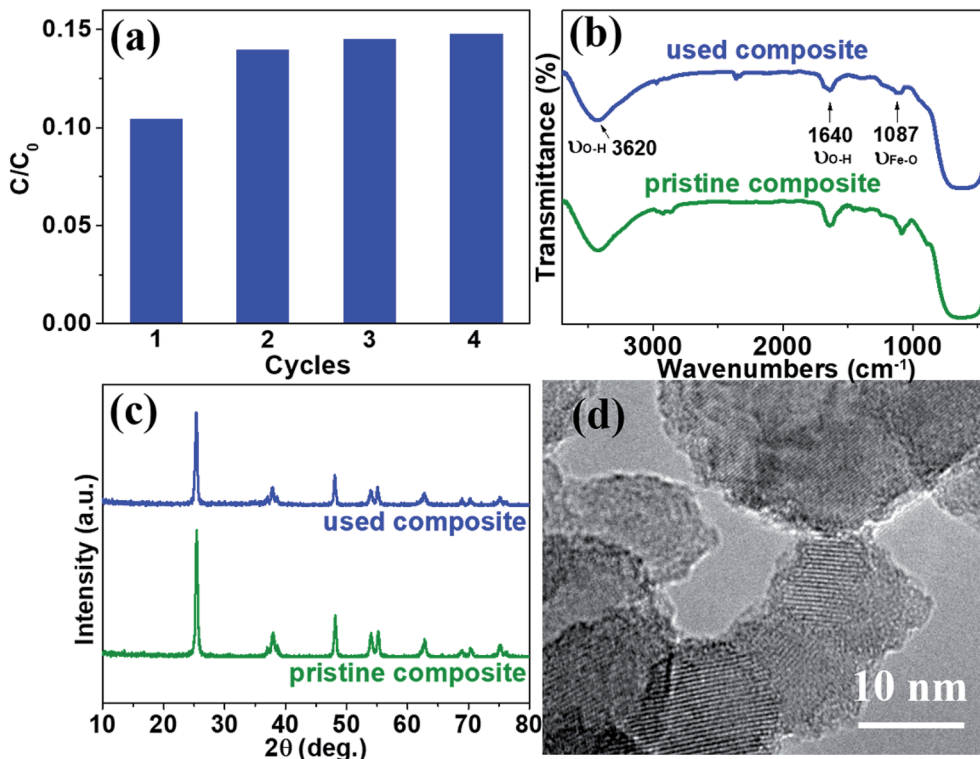 (a)
0.15
0.10
0.05
0.00
C/C₀
1 2 3 4
Cycles
(b)
used composite
υO-H 3620
1640
υO-H
1087
υFe-O
pristine composite
Transmittance (%)
3000 2000 1000
Wavenumbers (cm⁻¹)
(c)
used composite
pristine composite
Intensity (a.u.)
10 20 30 40 50 60 70 80
2θ (deg.)
(d)
10 nm